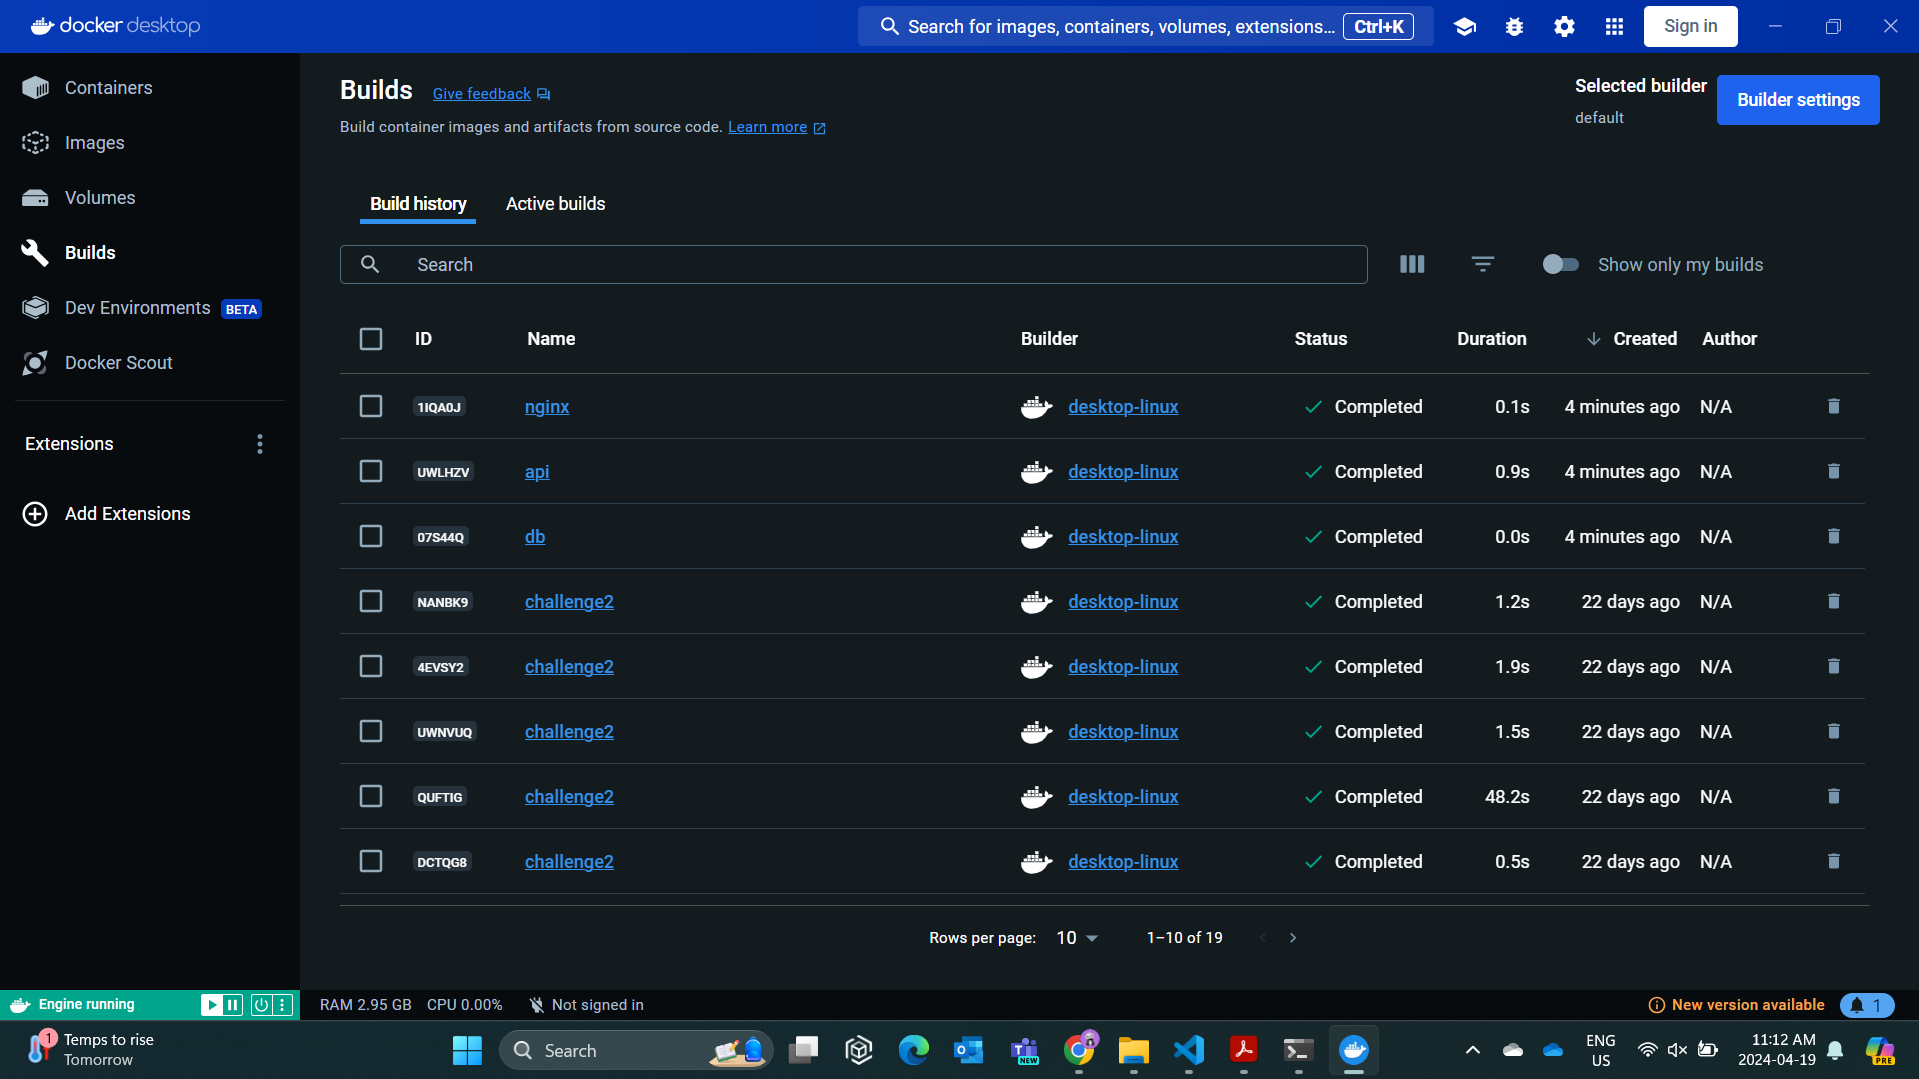 docker desktop
Search for images, containers, volumes, extensions... Ctrl+K
Sign in
Containers
Images
Volumes
Builds
Dev Environments BETA
Docker Scout
Extensions
Add Extensions
Builds Give feedback
Build container images and artifacts from source code. Learn more
Selected builder
default
Builder settings
Build history Active builds
Search
Show only my builds
ID Name Builder Status Duration Created Author
1IQA0J nginx desktop-linux Completed 0.1s 4 minutes ago N/A
UWLHZV api desktop-linux Completed 0.9s 4 minutes ago N/A
07S44Q db desktop-linux Completed 0.0s 4 minutes ago N/A
NANBK9 challenge2 desktop-linux Completed 1.2s 22 days ago N/A
4EVSY2 challenge2 desktop-linux Completed 1.9s 22 days ago N/A
UWNVUQ challenge2 desktop-linux Completed 1.5s 22 days ago N/A
QUFTIG challenge2 desktop-linux Completed 48.2s 22 days ago N/A
DCTQG8 challenge2 desktop-linux Completed 0.5s 22 days ago N/A
Rows per page: 10 1–10 of 19
Engine running
RAM 2.95 GB CPU 0.00% Not signed in
New version available 1
1 Temps to rise
Tomorrow
Search
NEW
ENG
US
11:12 AM
2024-04-19
PRE